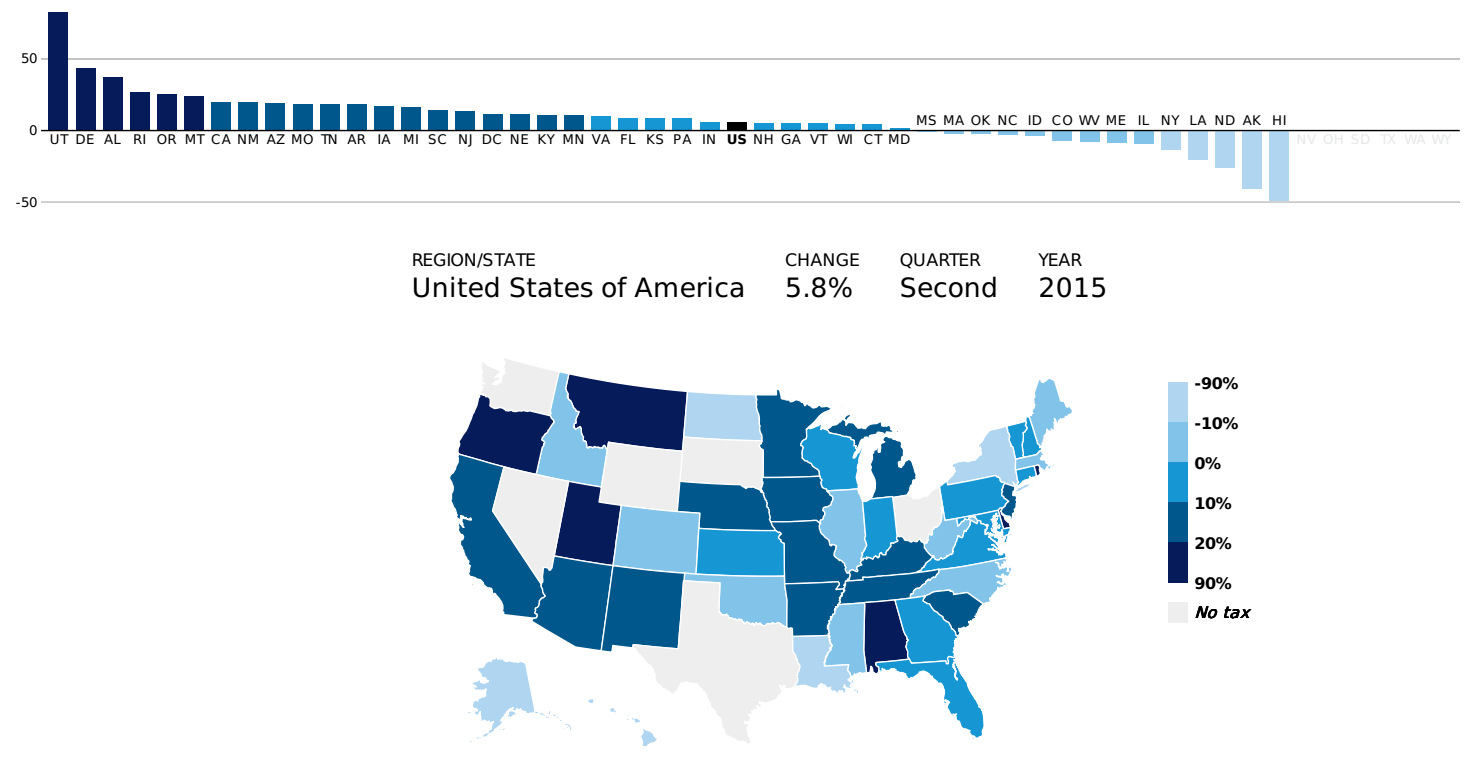 50
0
-50
UT DE AL RI OR MT CA NM AZ MO TN AR IA MI SC NJ DC NE KY MN VA FL KS PA IN US NH GA VT WI CT MD MS MA OK NC ID CO WV ME IL NY LA ND AK HI NV OH SD TX WA WY
REGION/STATE CHANGE QUARTER YEAR
United States of America 5.8% Second 2015
-90%
-10%
0%
10%
20%
90%
No tax